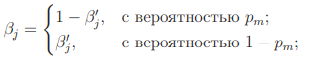 β_j = { 1 − β′_j, с вероятностью p_m;
β′_j, с вероятностью 1 − p_m;